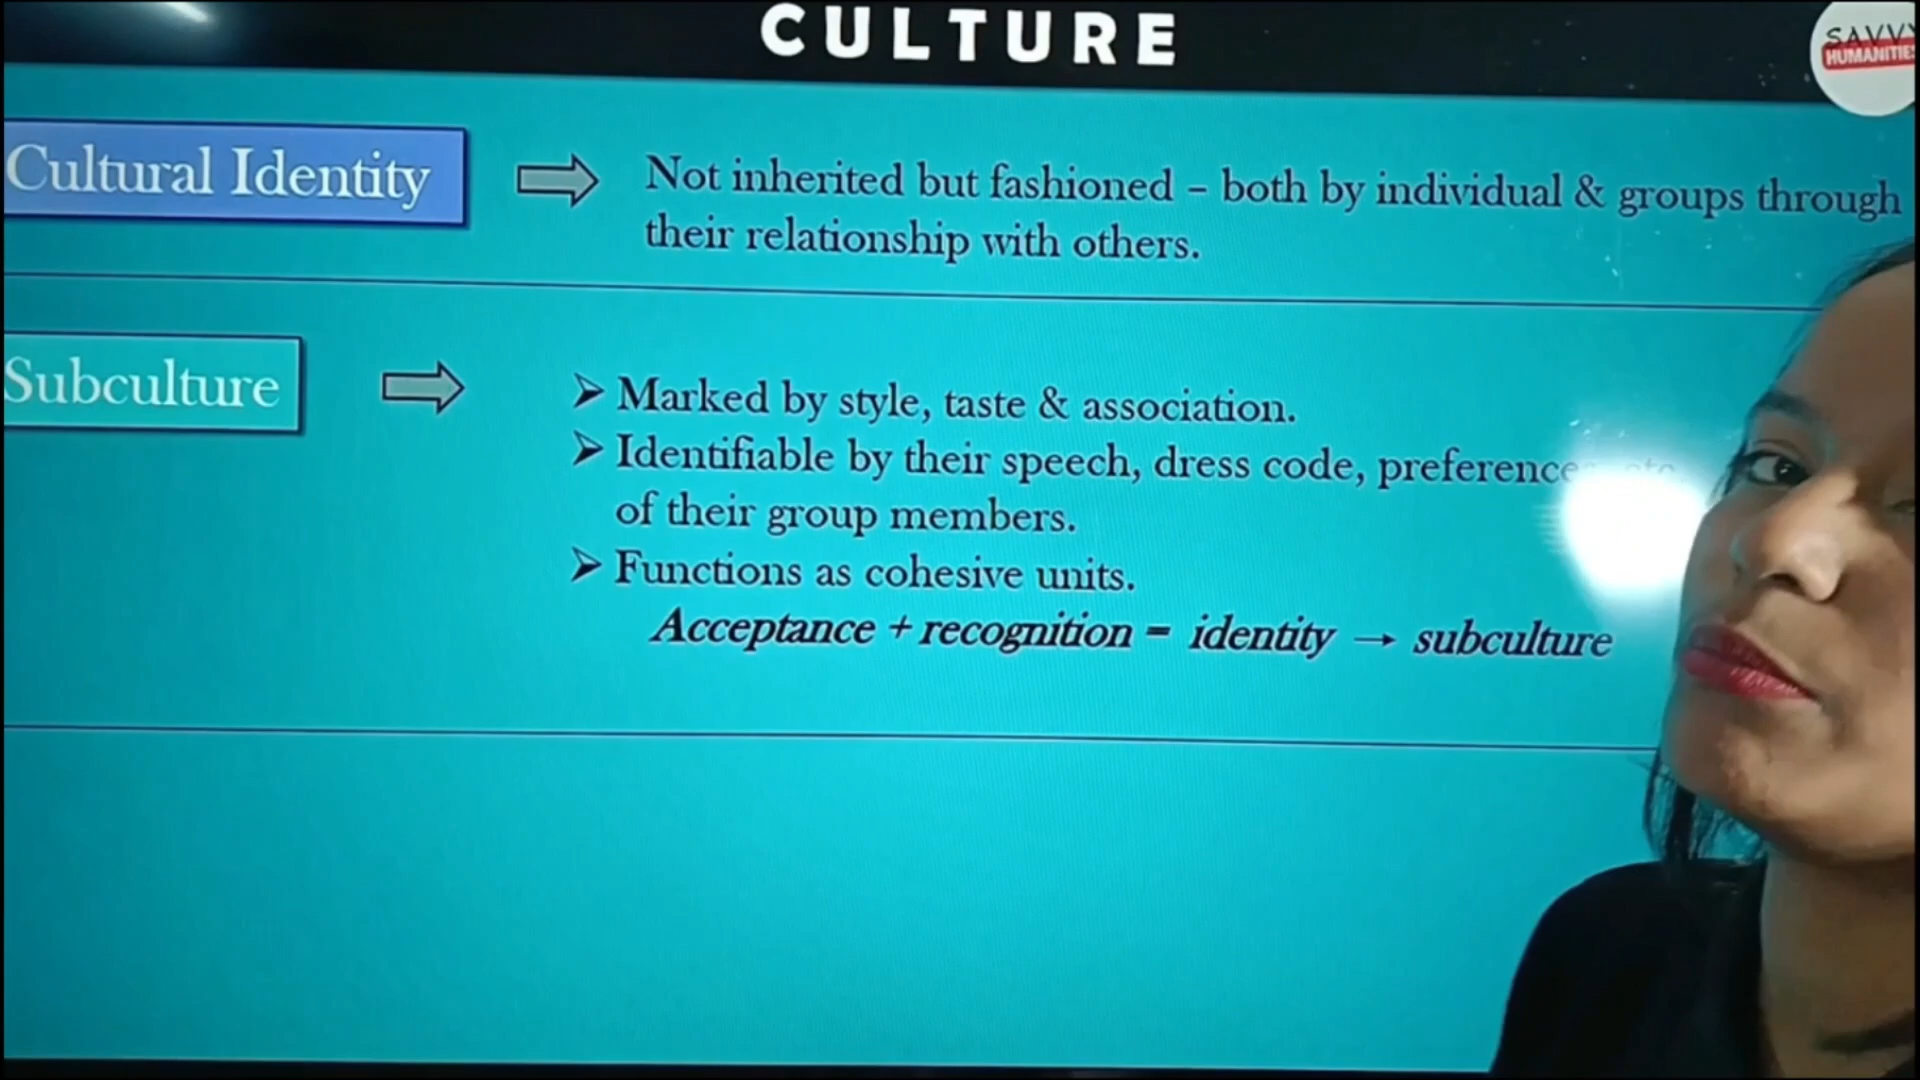 CULTURE
SAVVY
HUMANITIES
Cultural Identity
Not inherited but fashioned – both by individual & groups through
their relationship with others.
Subculture
➢ Marked by style, taste & association.
➢ Identifiable by their speech, dress code, preference etc
of their group members.
➢ Functions as cohesive units.
Acceptance + recognition = identity → subculture